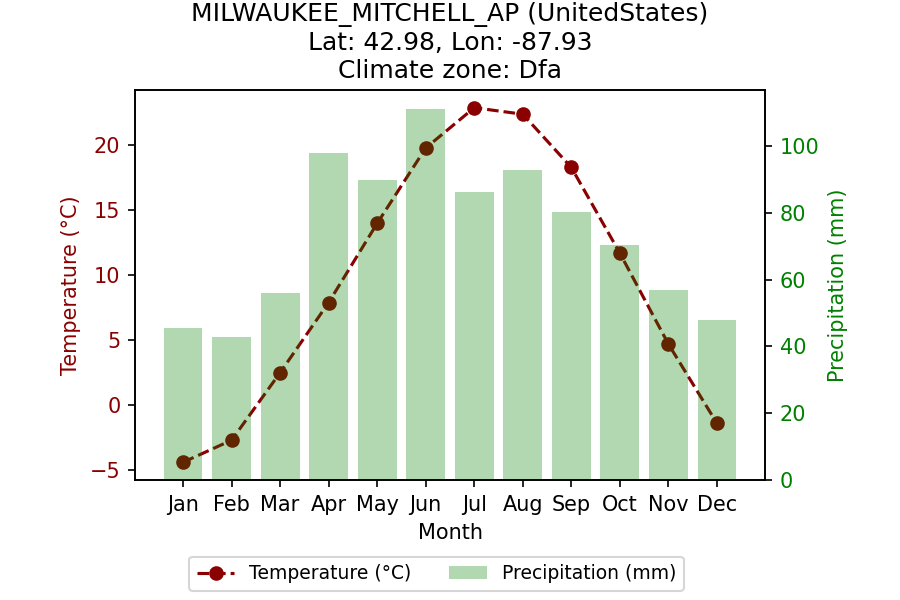 MILWAUKEE_MITCHELL_AP (UnitedStates)
Lat: 42.98, Lon: -87.93
Climate zone: Dfa
Temperature (°C)
20
15
10
5
0
−5
100
80
60
40
20
0
Precipitation (mm)
Jan Feb Mar Apr May Jun Jul Aug Sep Oct Nov Dec
Month
Temperature (°C) Precipitation (mm)